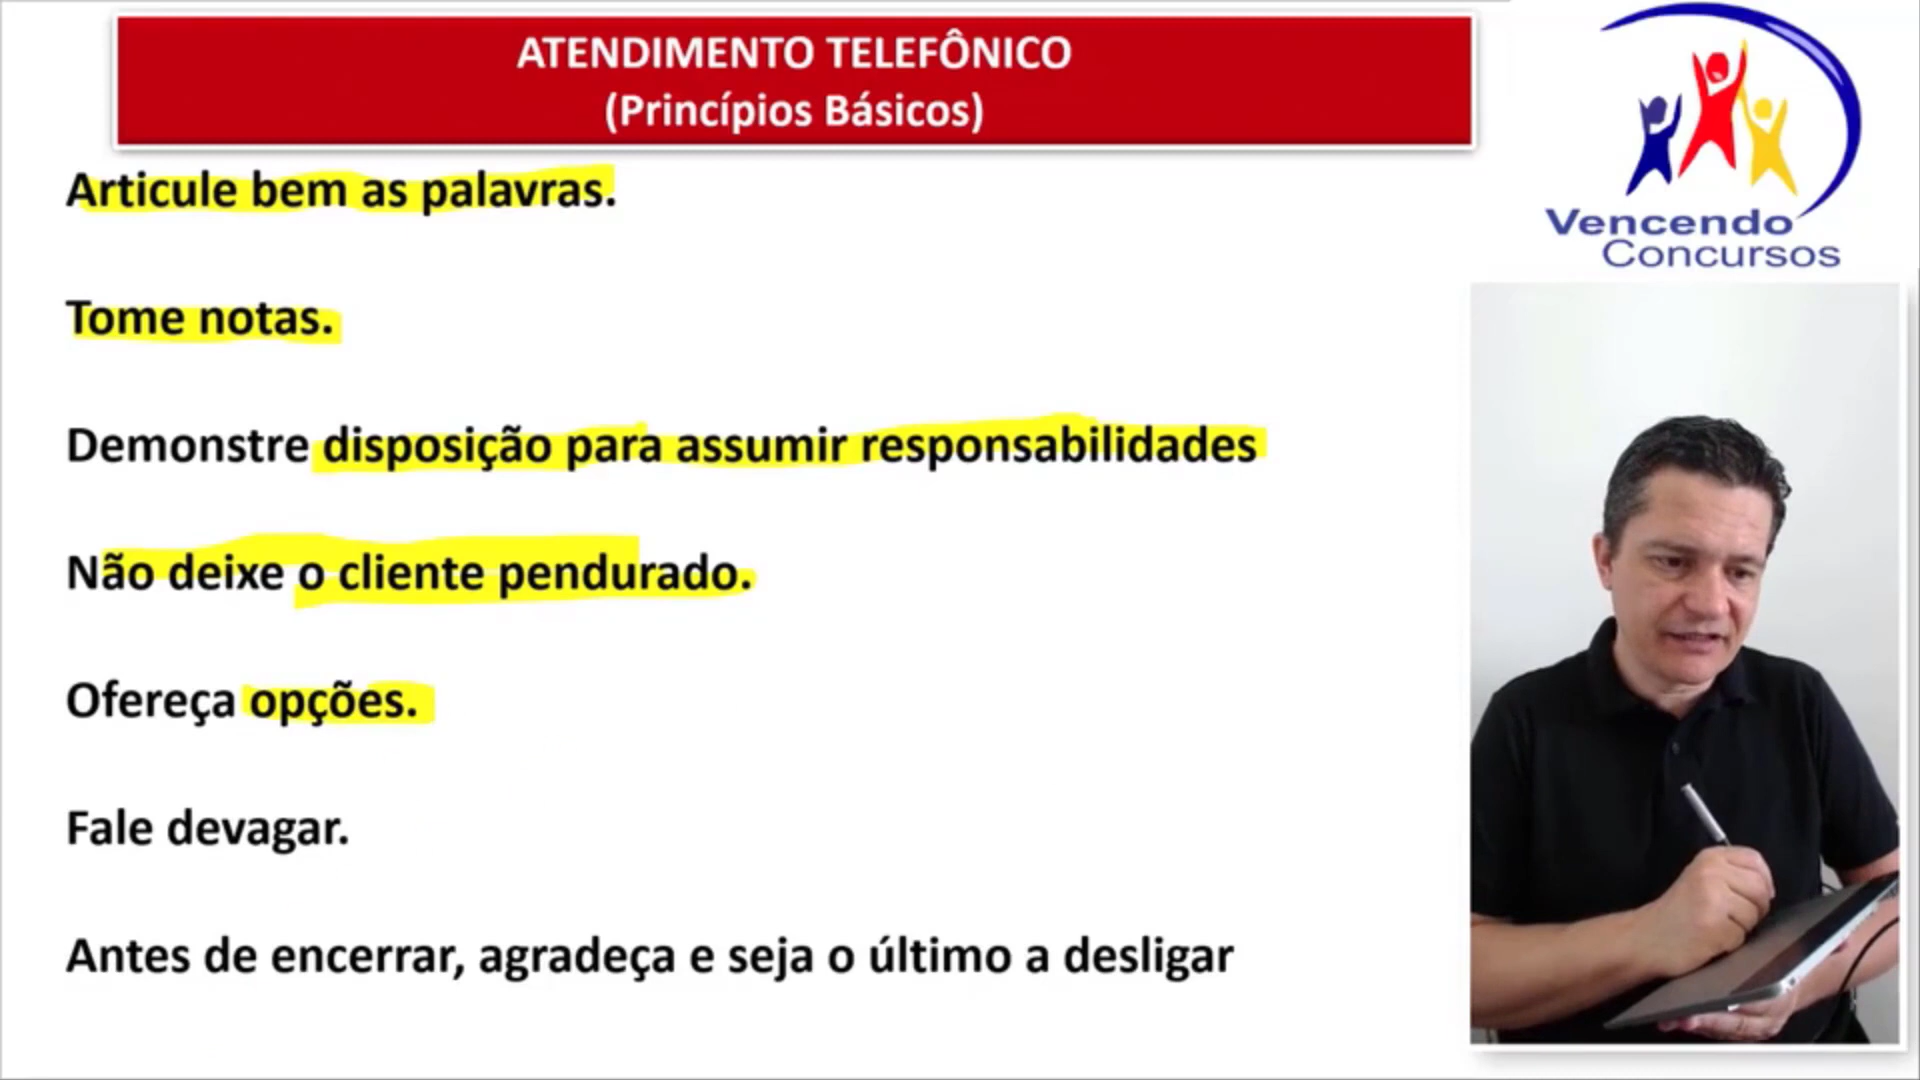 ATENDIMENTO TELEFÔNICO
(Princípios Básicos)
Vencendo
Concursos
Articule bem as palavras.
Tome notas.
Demonstre disposição para assumir responsabilidades
Não deixe o cliente pendurado.
Ofereça opções.
Fale devagar.
Antes de encerrar, agradeça e seja o último a desligar